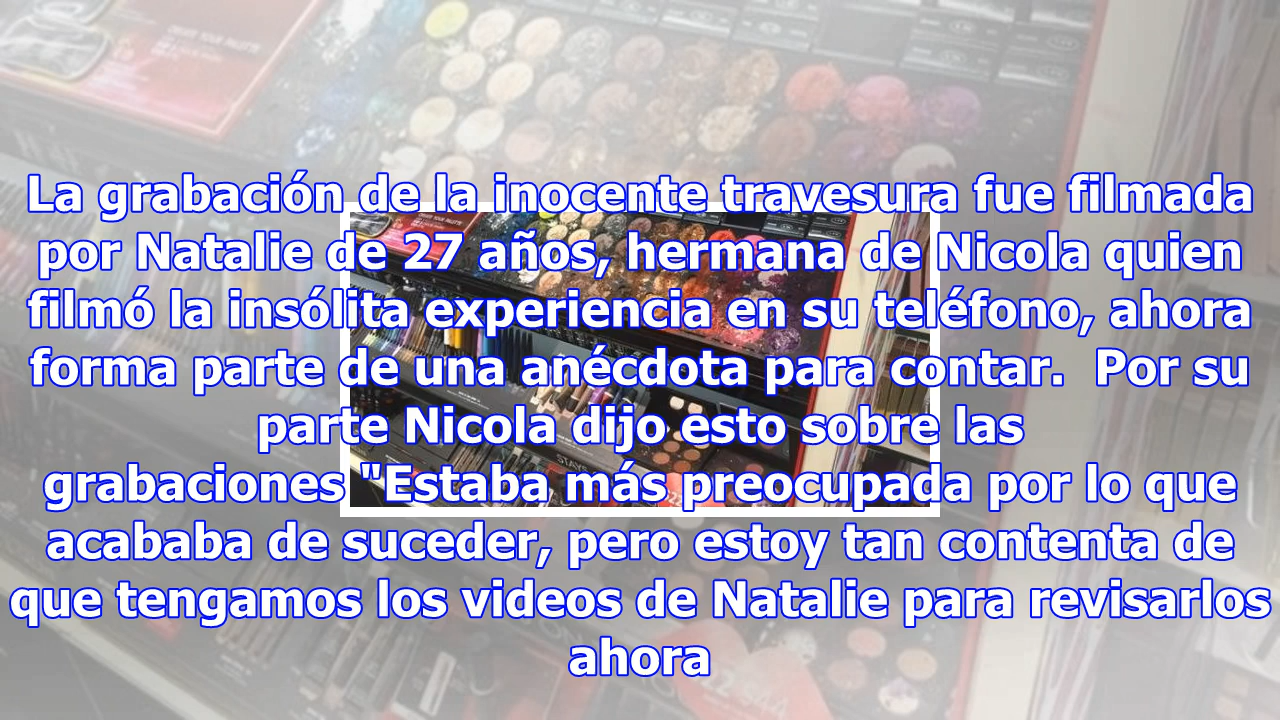 La grabación de la inocente travesura fue filmada
por Natalie de 27 años, hermana de Nicola quien
filmó la insólita experiencia en su teléfono, ahora
forma parte de una anécdota para contar.  Por su
parte Nicola dijo esto sobre las
grabaciones "Estaba más preocupada por lo que
acababa de suceder, pero estoy tan contenta de
que tengamos los videos de Natalie para revisarlos
ahora